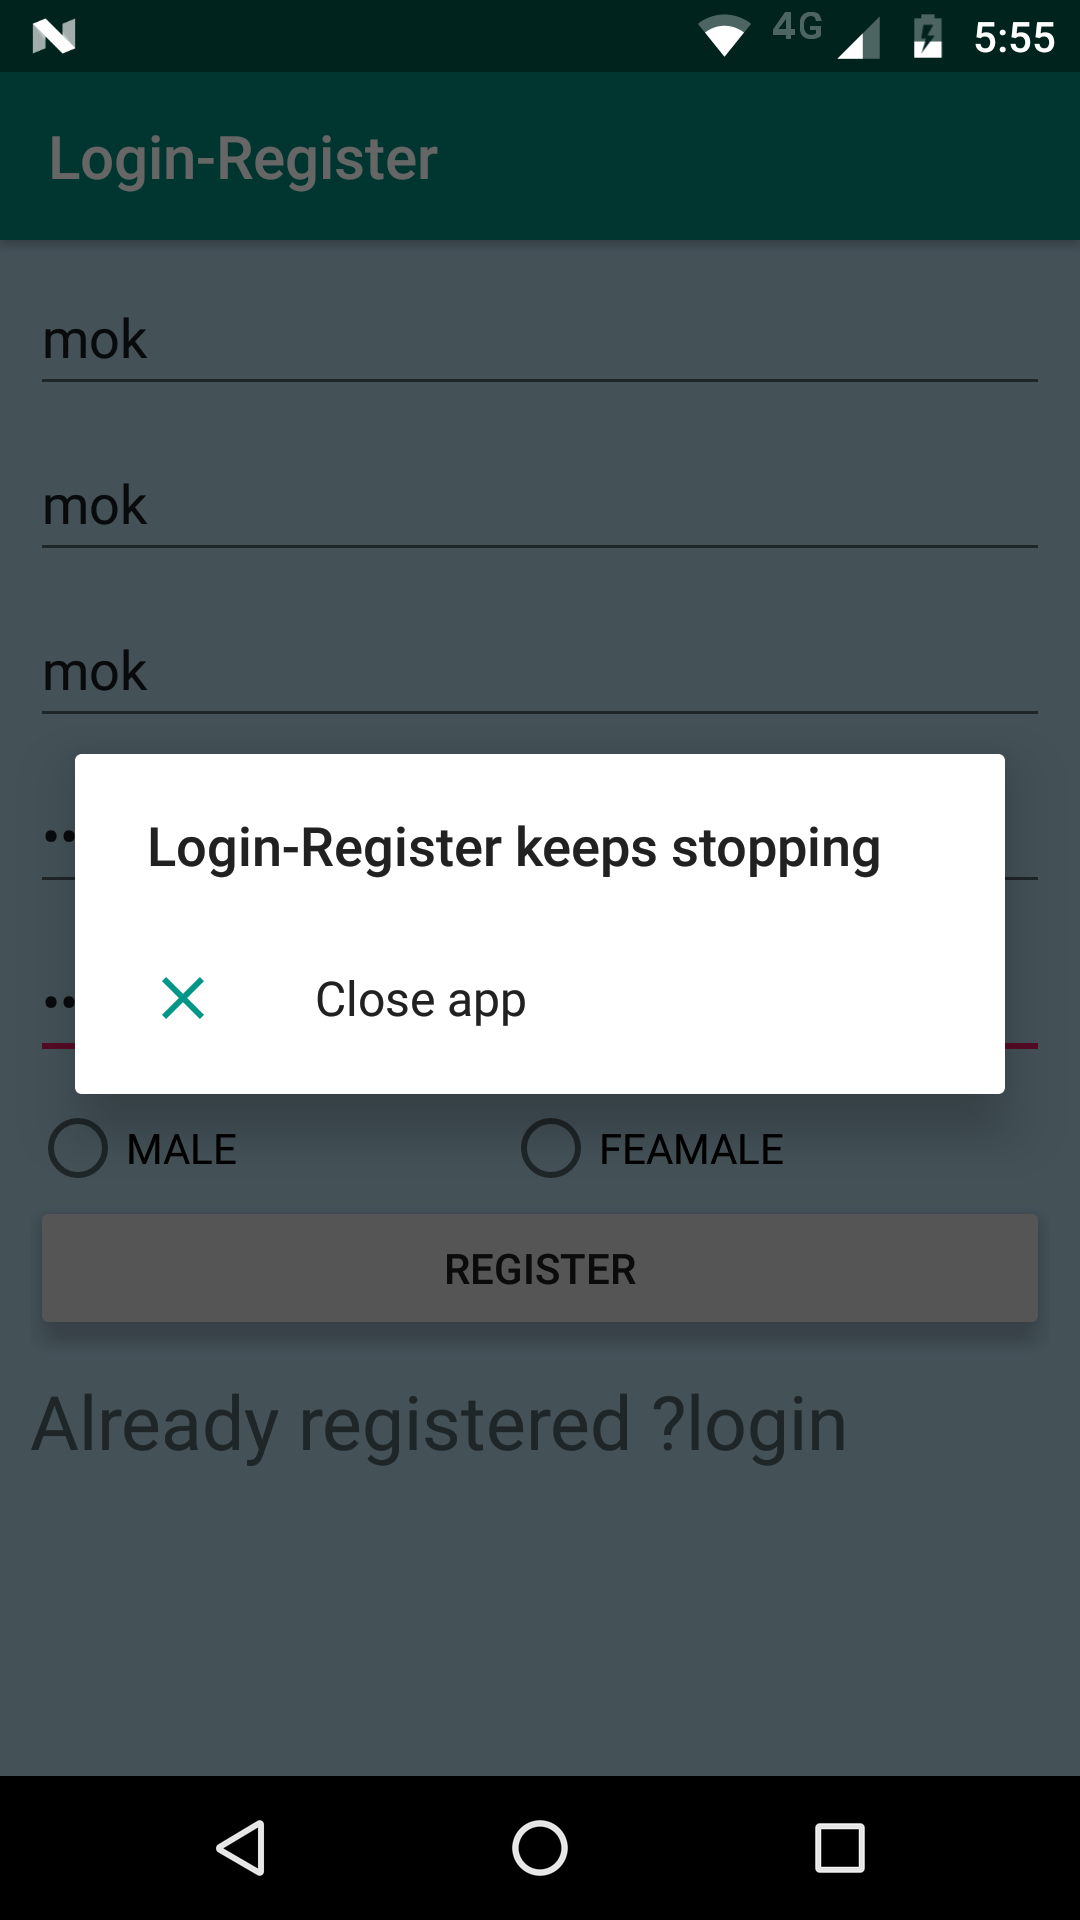 4G 5:55
Login-Register
mok
mok
mok
Login-Register keeps stopping
Close app
MALE FEAMALE
REGISTER
Already registered ?login